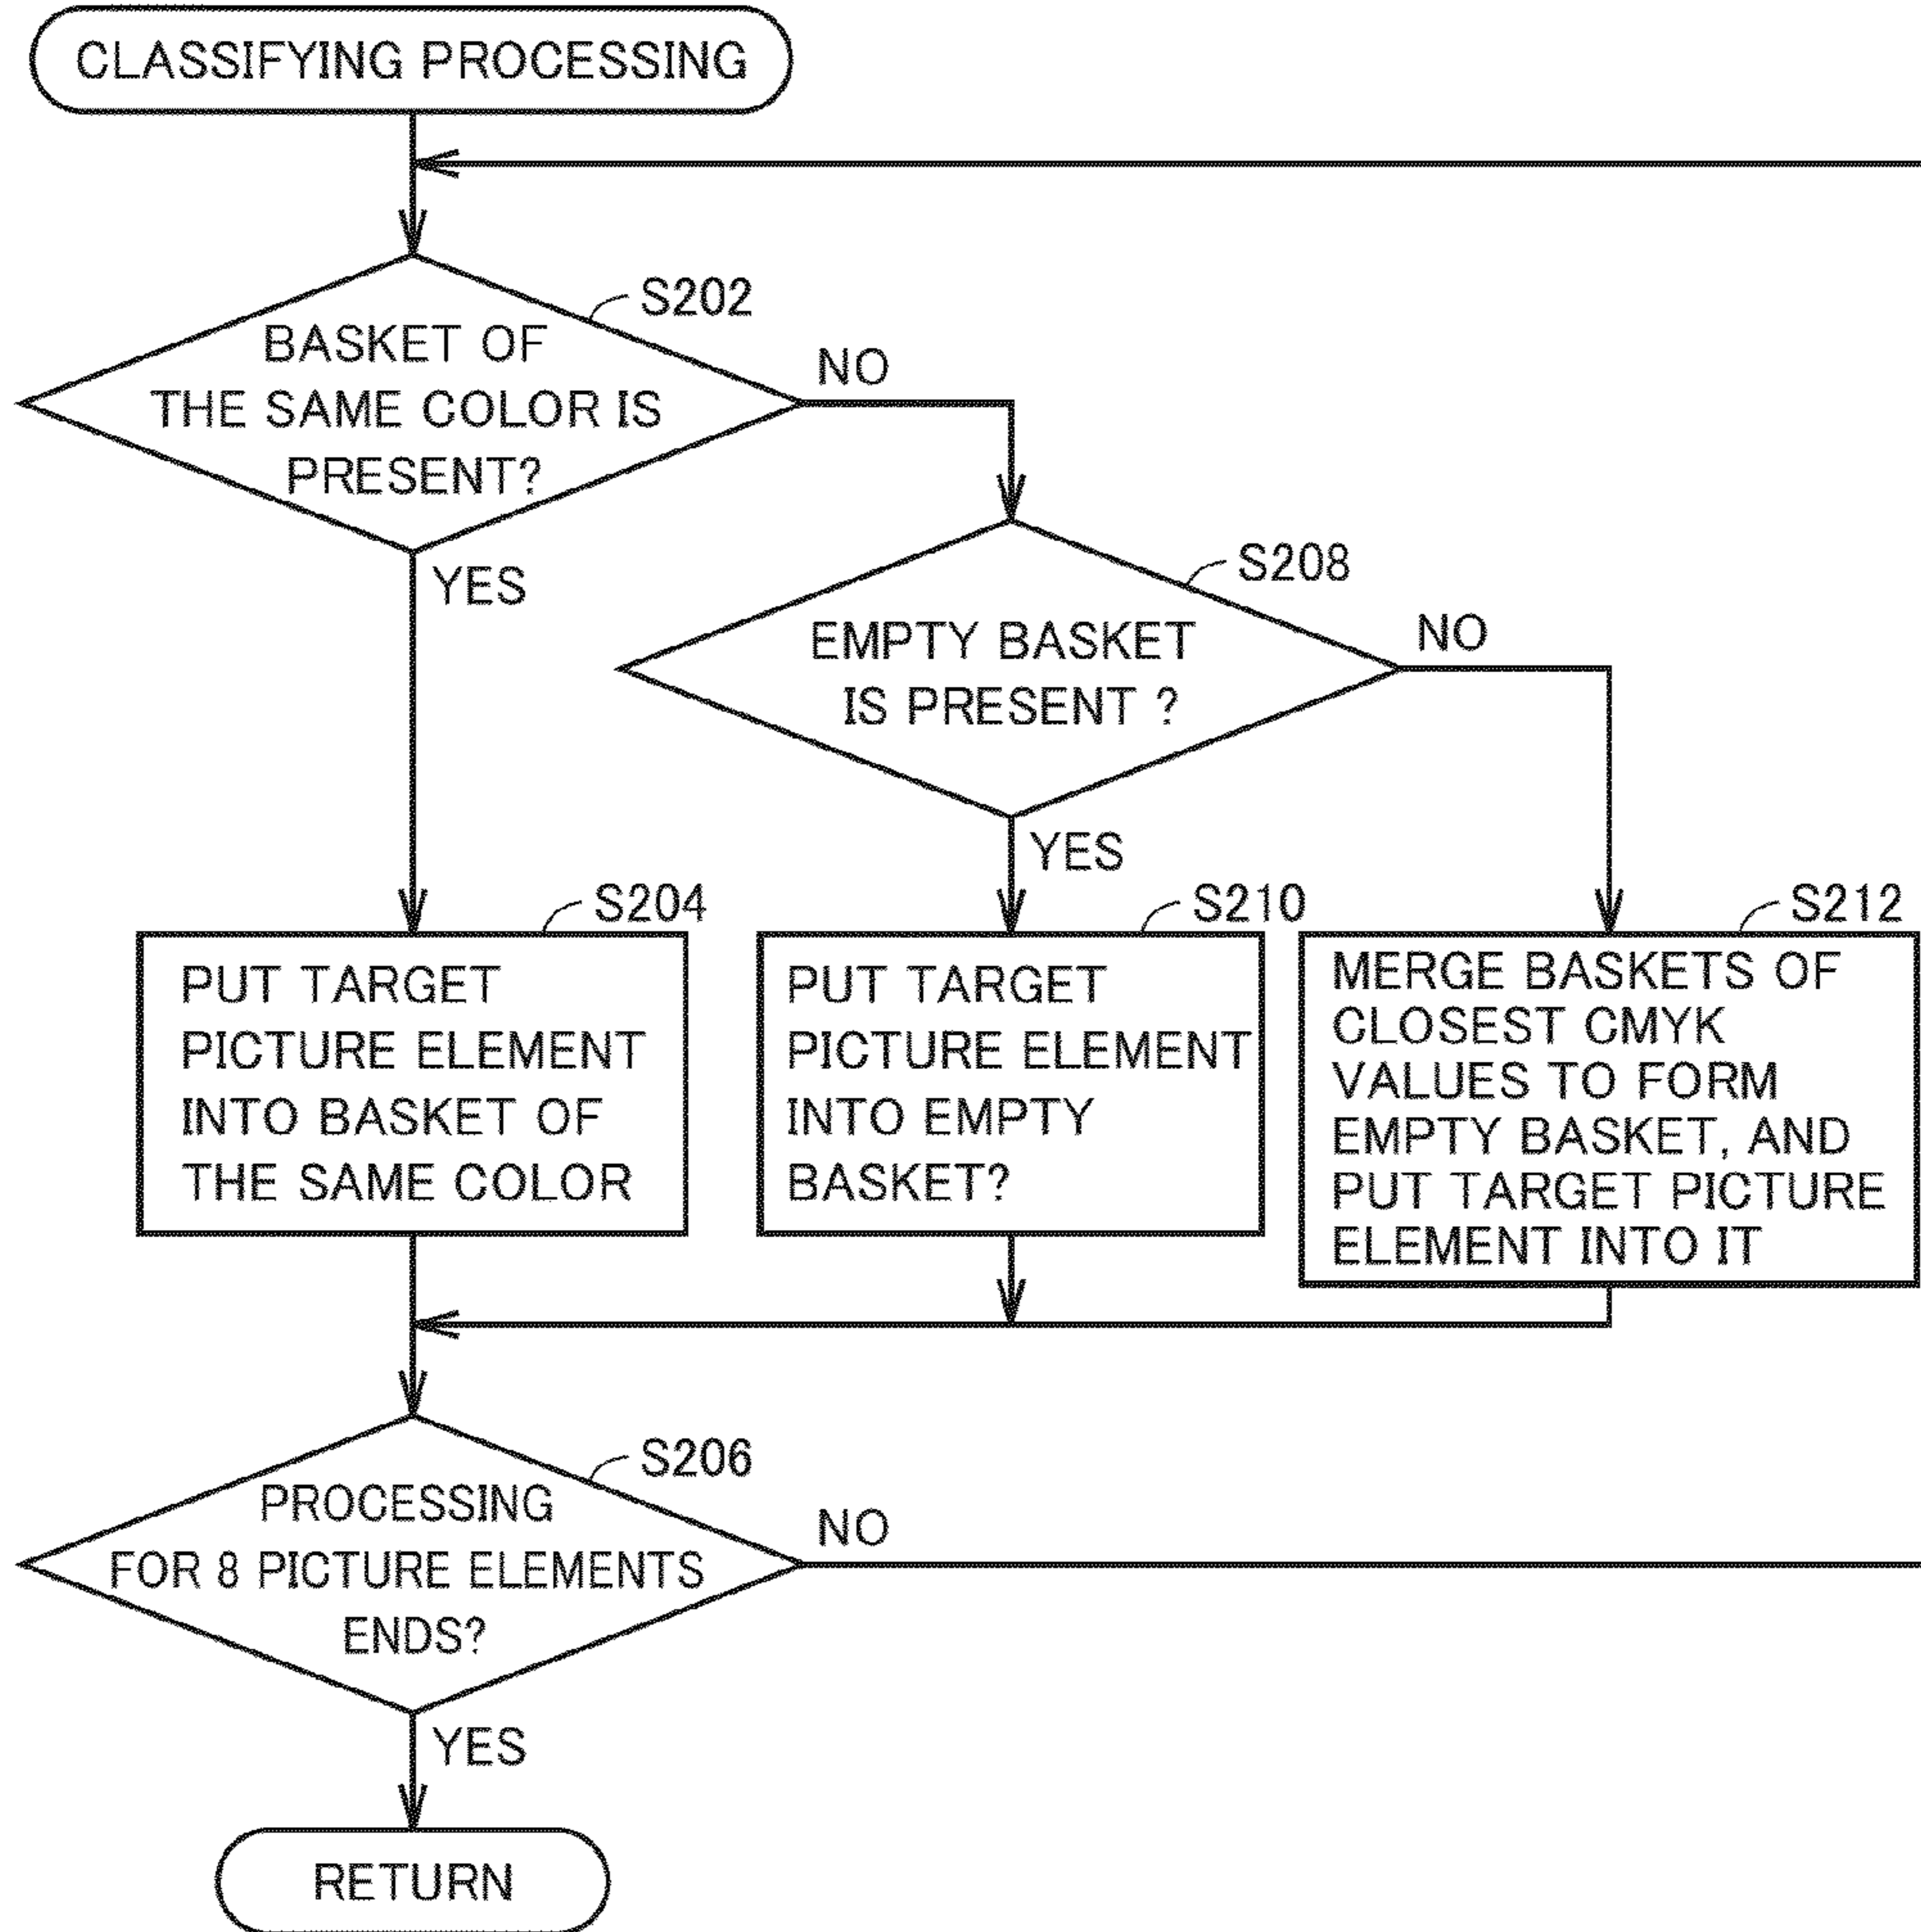 CLASSIFYING PROCESSING
S202
BASKET OF
THE SAME COLOR IS
PRESENT?
NO
YES
S208
EMPTY BASKET
IS PRESENT ?
NO
YES
S204
PUT TARGET
PICTURE ELEMENT
INTO BASKET OF
THE SAME COLOR
S210
PUT TARGET
PICTURE ELEMENT
INTO EMPTY
BASKET?
S212
MERGE BASKETS OF
CLOSEST CMYK
VALUES TO FORM
EMPTY BASKET, AND
PUT TARGET PICTURE
ELEMENT INTO IT
S206
PROCESSING
FOR 8 PICTURE ELEMENTS
ENDS?
NO
YES
RETURN